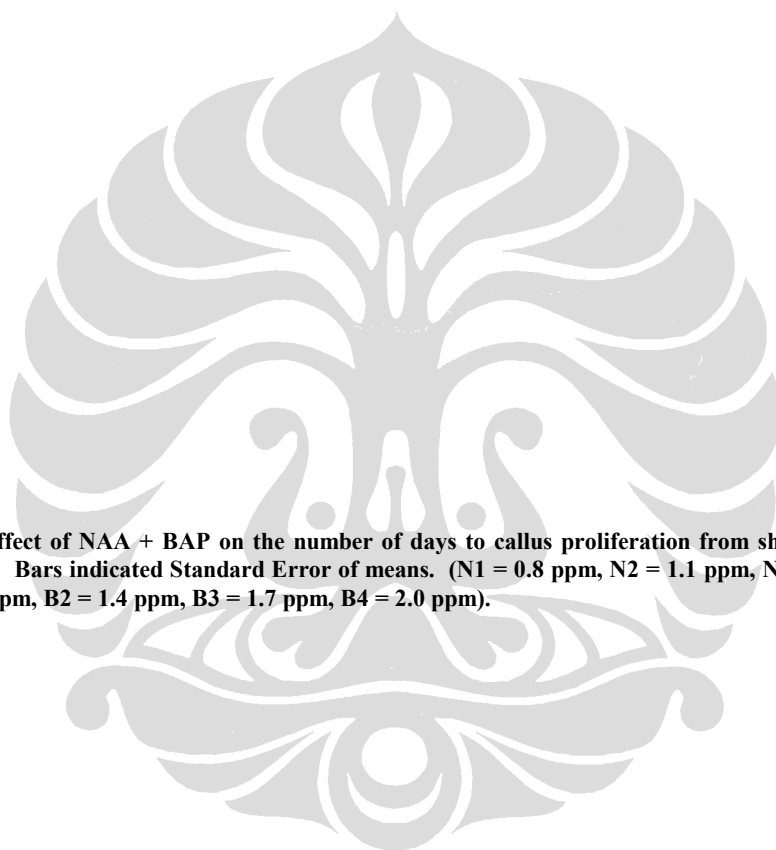 ffect of NAA + BAP on the number of days to callus proliferation from sh
Bars indicated Standard Error of means. (N1 = 0.8 ppm, N2 = 1.1 ppm, N
pm, B2 = 1.4 ppm, B3 = 1.7 ppm, B4 = 2.0 ppm).